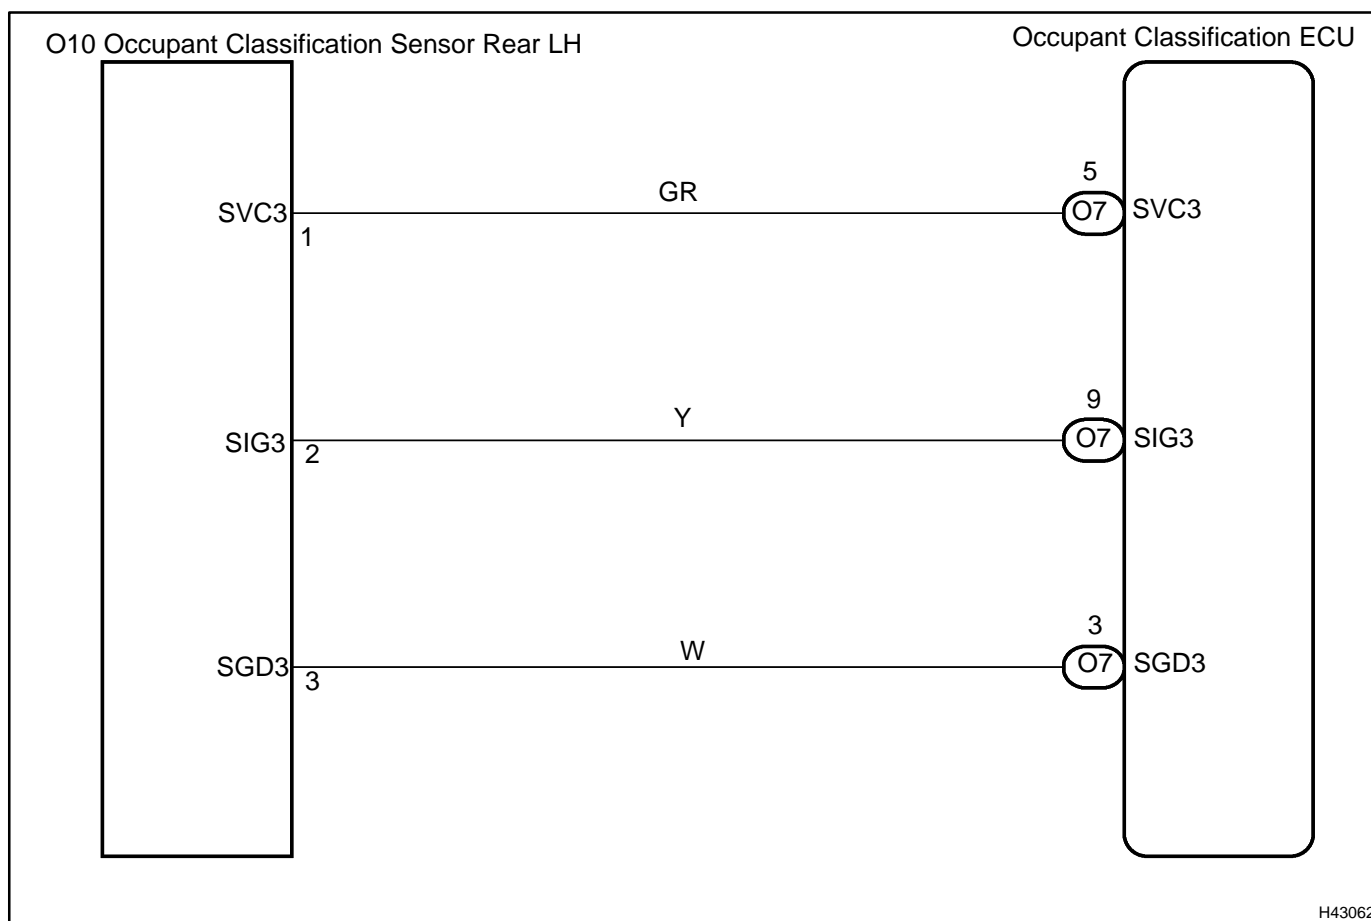 O10 Occupant Classification Sensor Rear LH
Occupant Classification ECU
SVC3
1
GR
5
O7
SVC3
SIG3
2
Y
9
O7
SIG3
SGD3
3
W
3
O7
SGD3
H43062